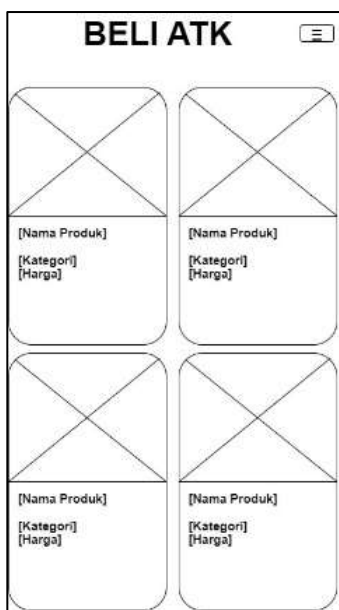 BELI ATK
[Nama Produk]
[Kategori]
[Harga]
[Nama Produk]
[Kategori]
[Harga]
[Nama Produk]
[Kategori]
[Harga]
[Nama Produk]
[Kategori]
[Harga]